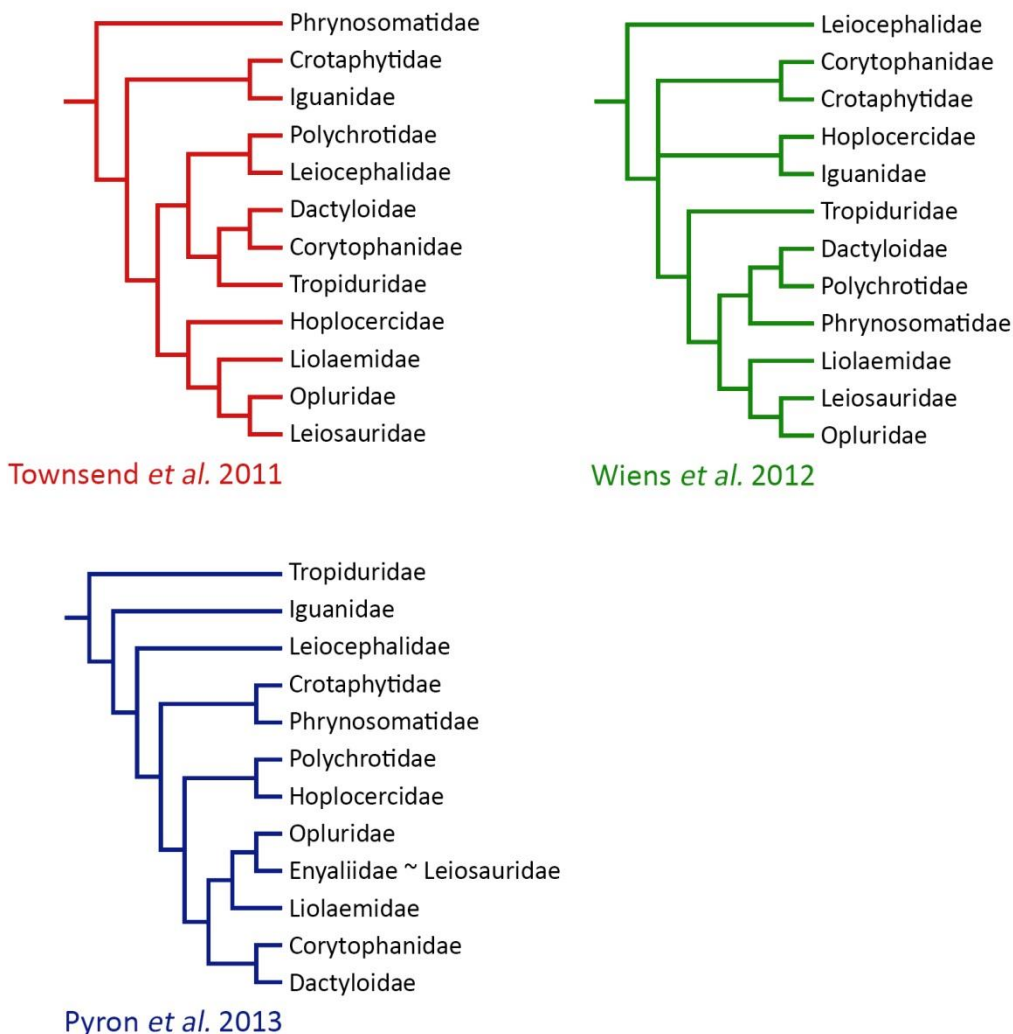 Phrynosomatidae
Crotaphytidae
Iguanidae
Polychrotidae
Leiocephalidae
Dactyloidae
Corytophanidae
Tropiduridae
Hoplocercidae
Liolaemidae
Opluridae
Leiosauridae
Townsend et al. 2011
Leiocephalidae
Corytophanidae
Crotaphytidae
Hoplocercidae
Iguanidae
Tropiduridae
Dactyloidae
Polychrotidae
Phrynosomatidae
Liolaemidae
Leiosauridae
Opluridae
Wiens et al. 2012
Tropiduridae
Iguanidae
Leiocephalidae
Crotaphytidae
Phrynosomatidae
Polychrotidae
Hoplocercidae
Opluridae
Enyaliidae ~ Leiosauridae
Liolaemidae
Corytophanidae
Dactyloidae
Pyron et al. 2013